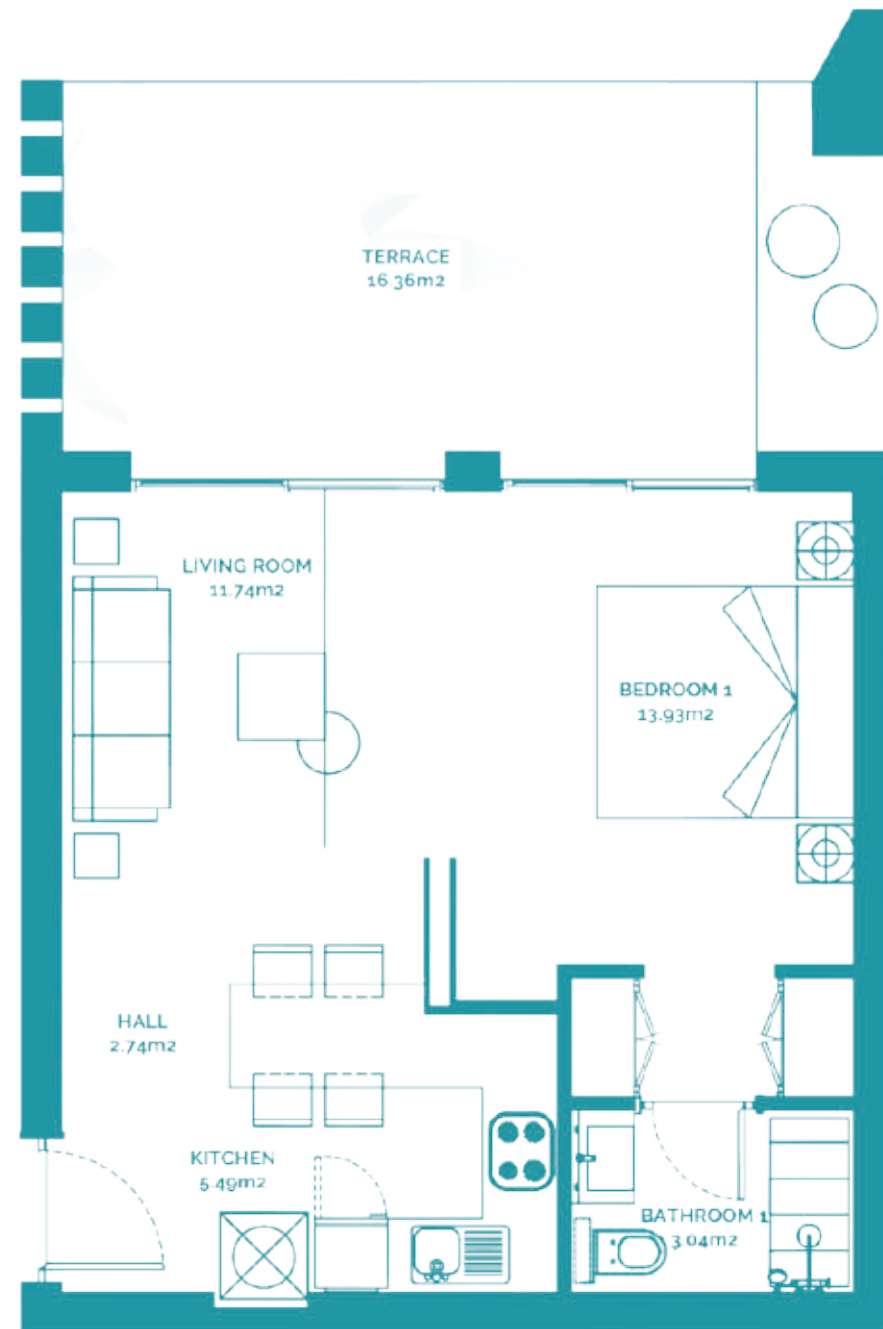 TERRACE
16.36m2
LIVING ROOM
11.74m2
BEDROOM 1
13.93m2
HALL
2.74m2
KITCHEN
5.49m2
BATHROOM 1
3.04m2